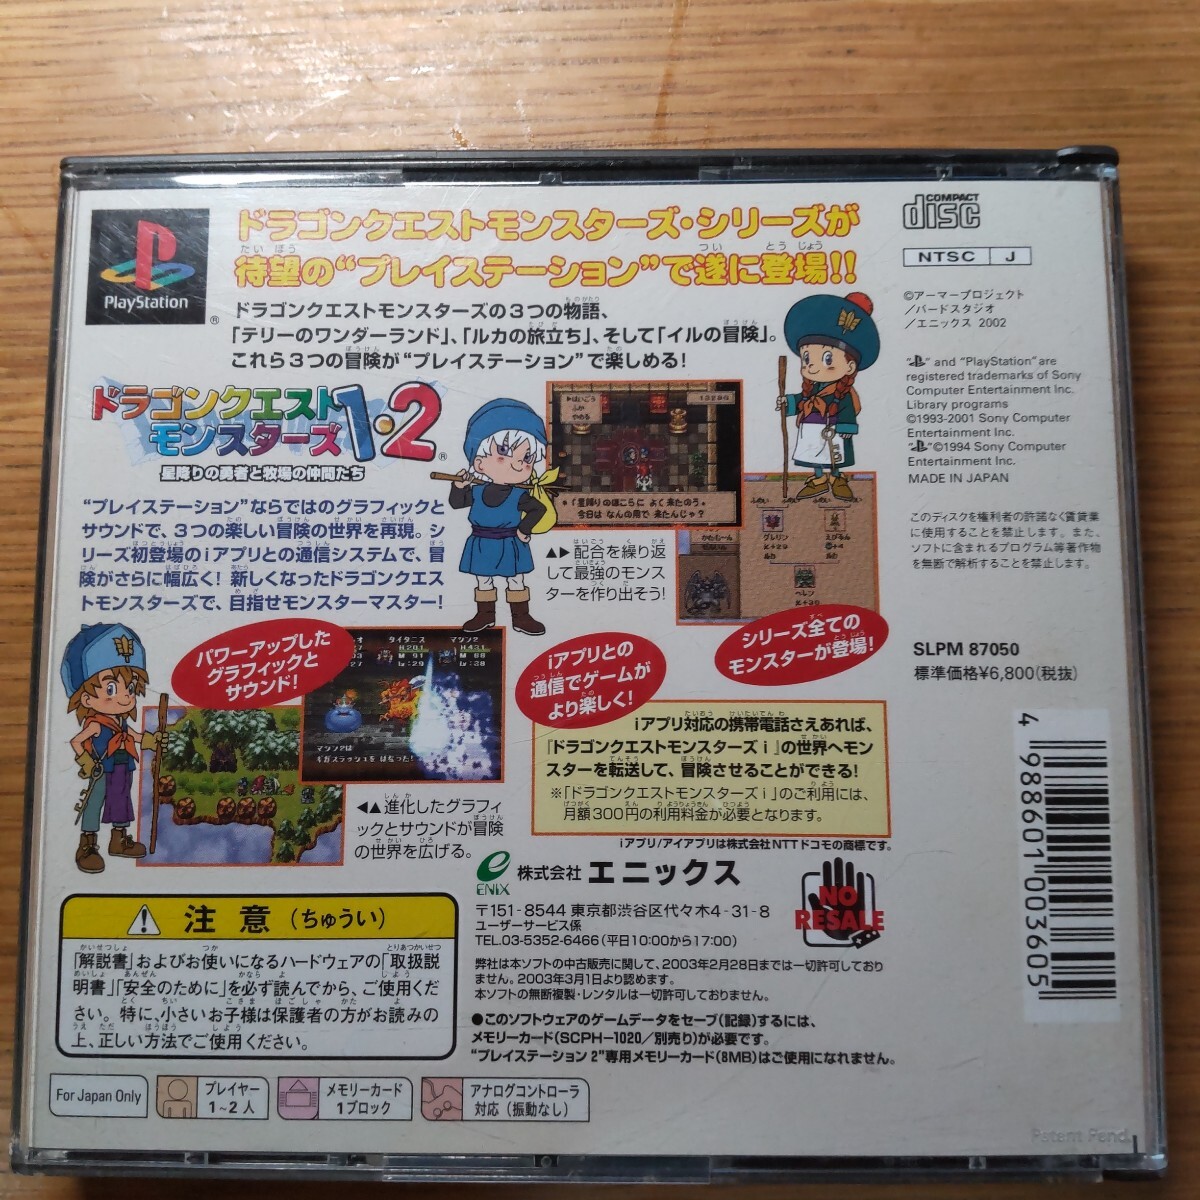 ドラゴンクエストモンスターズ・シリーズが
待望の“プレイステーション”で遂に登場!!
PlayStation
®
ドラゴンクエストモンスターズの3つの物語、
「テリーのワンダーランド」、「ルカの旅立ち」、そして「イルの冒険」。
これら3つの冒険が“プレイステーション”で楽しめる!
ドラゴンクエスト
モンスターズ1・2
®
星降りの勇者と牧場の仲間たち
“プレイステーション”ならではのグラフィックと
サウンドで、3つの楽しい冒険の世界を再現。シ
リーズ初登場のiアプリとの通信システムで、冒
険がさらに幅広く! 新しくなったドラゴンクエス
トモンスターズで、目指せモンスターマスター!
*「星降りのほこらに よく来たのう。
今日は なんの用で 来たんじゃ?
▲▶配合を繰り返
して最強のモンス
ターを作り出そう!
パワーアップした
グラフィックと
サウンド!
iアプリとの
通信でゲームが
より楽しく!
シリーズ全ての
モンスターが登場!
マシン2は
ギガスラッシュを はなった!
◀▲進化したグラフィ
ックとサウンドが冒険
の世界を広げる。
iアプリ対応の携帯電話さえあれば、
『ドラゴンクエストモンスターズi』の世界へモン
スターを転送して、冒険させることができる!
※「ドラゴンクエストモンスターズi」のご利用には、
月額300円の利用料金が必要となります。
iアプリ/アイアプリは株式会社NTTドコモの商標です。
ENIX 株式会社 エニックス
〒151-8544 東京都渋谷区代々木4-31-8
ユーザーサービス係
TEL.03-5352-6466(平日10:00から17:00)
NO
RESALE
弊社は本ソフトの中古販売に関して、2003年2月28日までは一切許可しており
ません。2003年3月1日より認めます。
本ソフトの無断複製・レンタルは一切許可しておりません。
●このソフトウェアのゲームデータをセーブ(記録)するには、
メモリーカード(SCPH-1020/別売り)が必要です。
“プレイステーション 2”専用メモリーカード(8MB)はご使用になれません。
注意(ちゅうい)
「解説書」およびお使いになるハードウェアの「取扱説
明書」「安全のために」を必ず読んでから、ご使用くだ
さい。特に、小さいお子様は保護者の方がお読みの
上、正しい方法でご使用ください。
For Japan Only
プレイヤー
1~2人
メモリーカード
1ブロック
アナログコントローラ
対応(振動なし)
COMPACT
disc
NTSC J
©アーマープロジェクト
/バードスタジオ
/エニックス 2002
“PS” and “PlayStation” are
registered trademarks of Sony
Computer Entertainment Inc.
Library programs
©1993-2001 Sony Computer
Entertainment Inc.
“PS”©1994 Sony Computer
Entertainment Inc.
MADE IN JAPAN
このディスクを権利者の許諾なく賃貸業
に使用することを禁止します。また、
ソフトに含まれるプログラム等著作物
を無断で解析することを禁止します。
SLPM 87050
標準価格¥6,800(税抜)
4 988601 003605
Patent Pend.